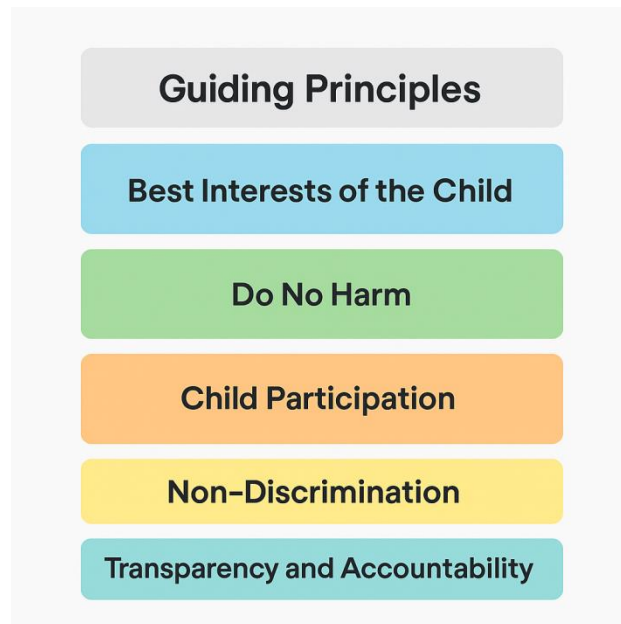 Guiding Principles
Best Interests of the Child
Do No Harm
Child Participation
Non-Discrimination
Transparency and Accountability